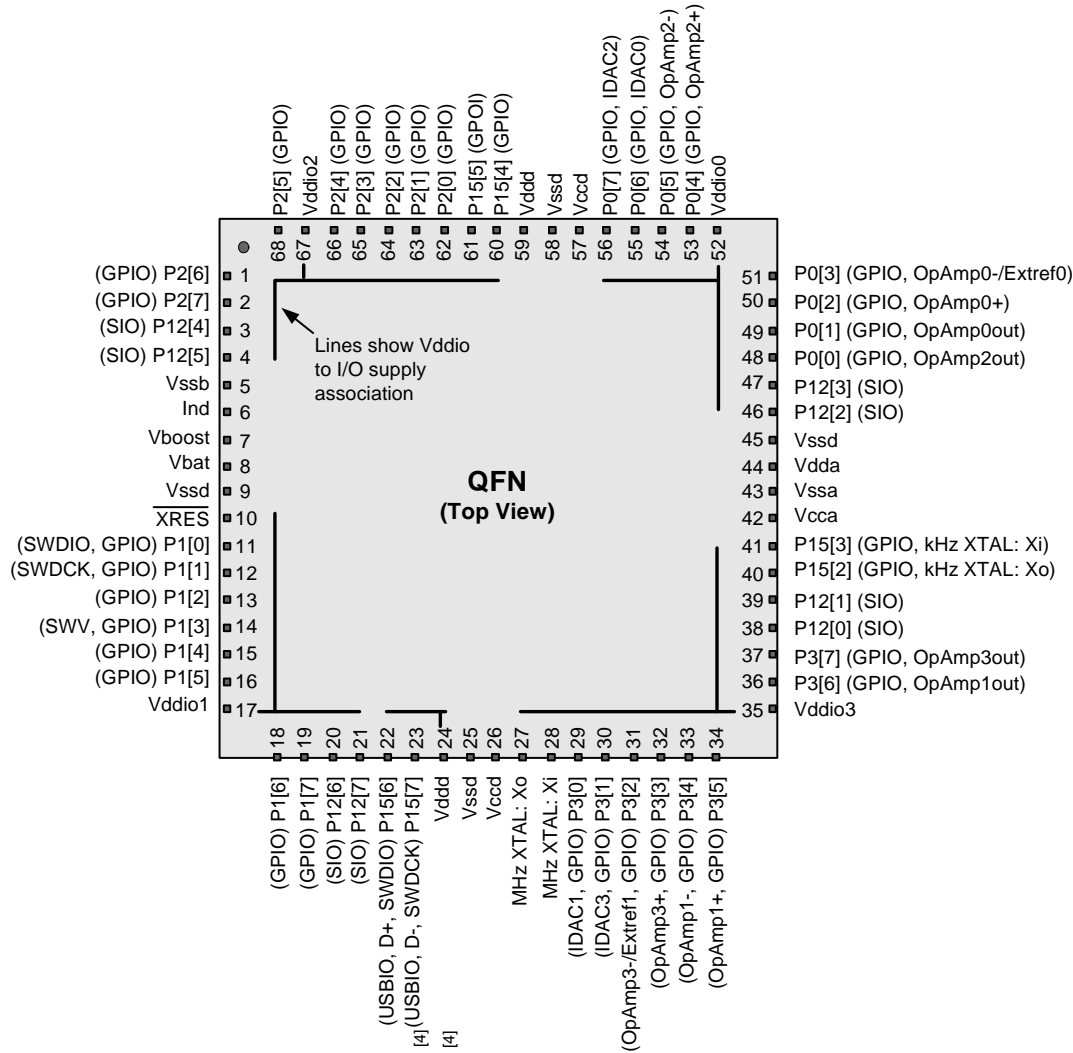 P2[5] (GPIO)
Vddio2
P2[4] (GPIO)
P2[3] (GPIO)
P2[2] (GPIO)
P2[1] (GPIO)
P2[0] (GPIO)
P15[5] (GPOI)
P15[4] (GPIO)
Vddd
Vssd
Vccd
P0[7] (GPIO, IDAC2)
P0[6] (GPIO, IDAC0)
P0[5] (GPIO, OpAmp2-)
P0[4] (GPIO, OpAmp2+)
Vddio0
68
67
66
65
64
63
62
61
60
59
58
57
56
55
54
53
52
(GPIO) P2[6] 1
(GPIO) P2[7] 2
(SIO) P12[4] 3
(SIO) P12[5] 4
Vssb 5
Ind 6
Vboost 7
Vbat 8
Vssd 9
XRES 10
(SWDIO, GPIO) P1[0] 11
(SWDCK, GPIO) P1[1] 12
(GPIO) P1[2] 13
(SWV, GPIO) P1[3] 14
(GPIO) P1[4] 15
(GPIO) P1[5] 16
Vddio1 17
Lines show Vddio
to I/O supply
association
QFN
(Top View)
51 P0[3] (GPIO, OpAmp0-/Extref0)
50 P0[2] (GPIO, OpAmp0+)
49 P0[1] (GPIO, OpAmp0out)
48 P0[0] (GPIO, OpAmp2out)
47 P12[3] (SIO)
46 P12[2] (SIO)
45 Vssd
44 Vdda
43 Vssa
42 Vcca
41 P15[3] (GPIO, kHz XTAL: Xi)
40 P15[2] (GPIO, kHz XTAL: Xo)
39 P12[1] (SIO)
38 P12[0] (SIO)
37 P3[7] (GPIO, OpAmp3out)
36 P3[6] (GPIO, OpAmp1out)
35 Vddio3
18
19
20
21
22
23
24
25
26
27
28
29
30
31
32
33
34
(GPIO) P1[6]
(GPIO) P1[7]
(SIO) P12[6]
(SIO) P12[7]
(USBIO, D+, SWDIO) P15[6]
(USBIO, D-, SWDCK) P15[7]
Vddd
Vssd
Vccd
MHz XTAL: Xo
MHz XTAL: Xi
(IDAC1, GPIO) P3[0]
(IDAC3, GPIO) P3[1]
(OpAmp3-/Extref1, GPIO) P3[2]
(OpAmp3+, GPIO) P3[3]
(OpAmp1-, GPIO) P3[4]
(OpAmp1+, GPIO) P3[5]
[4]
[4]